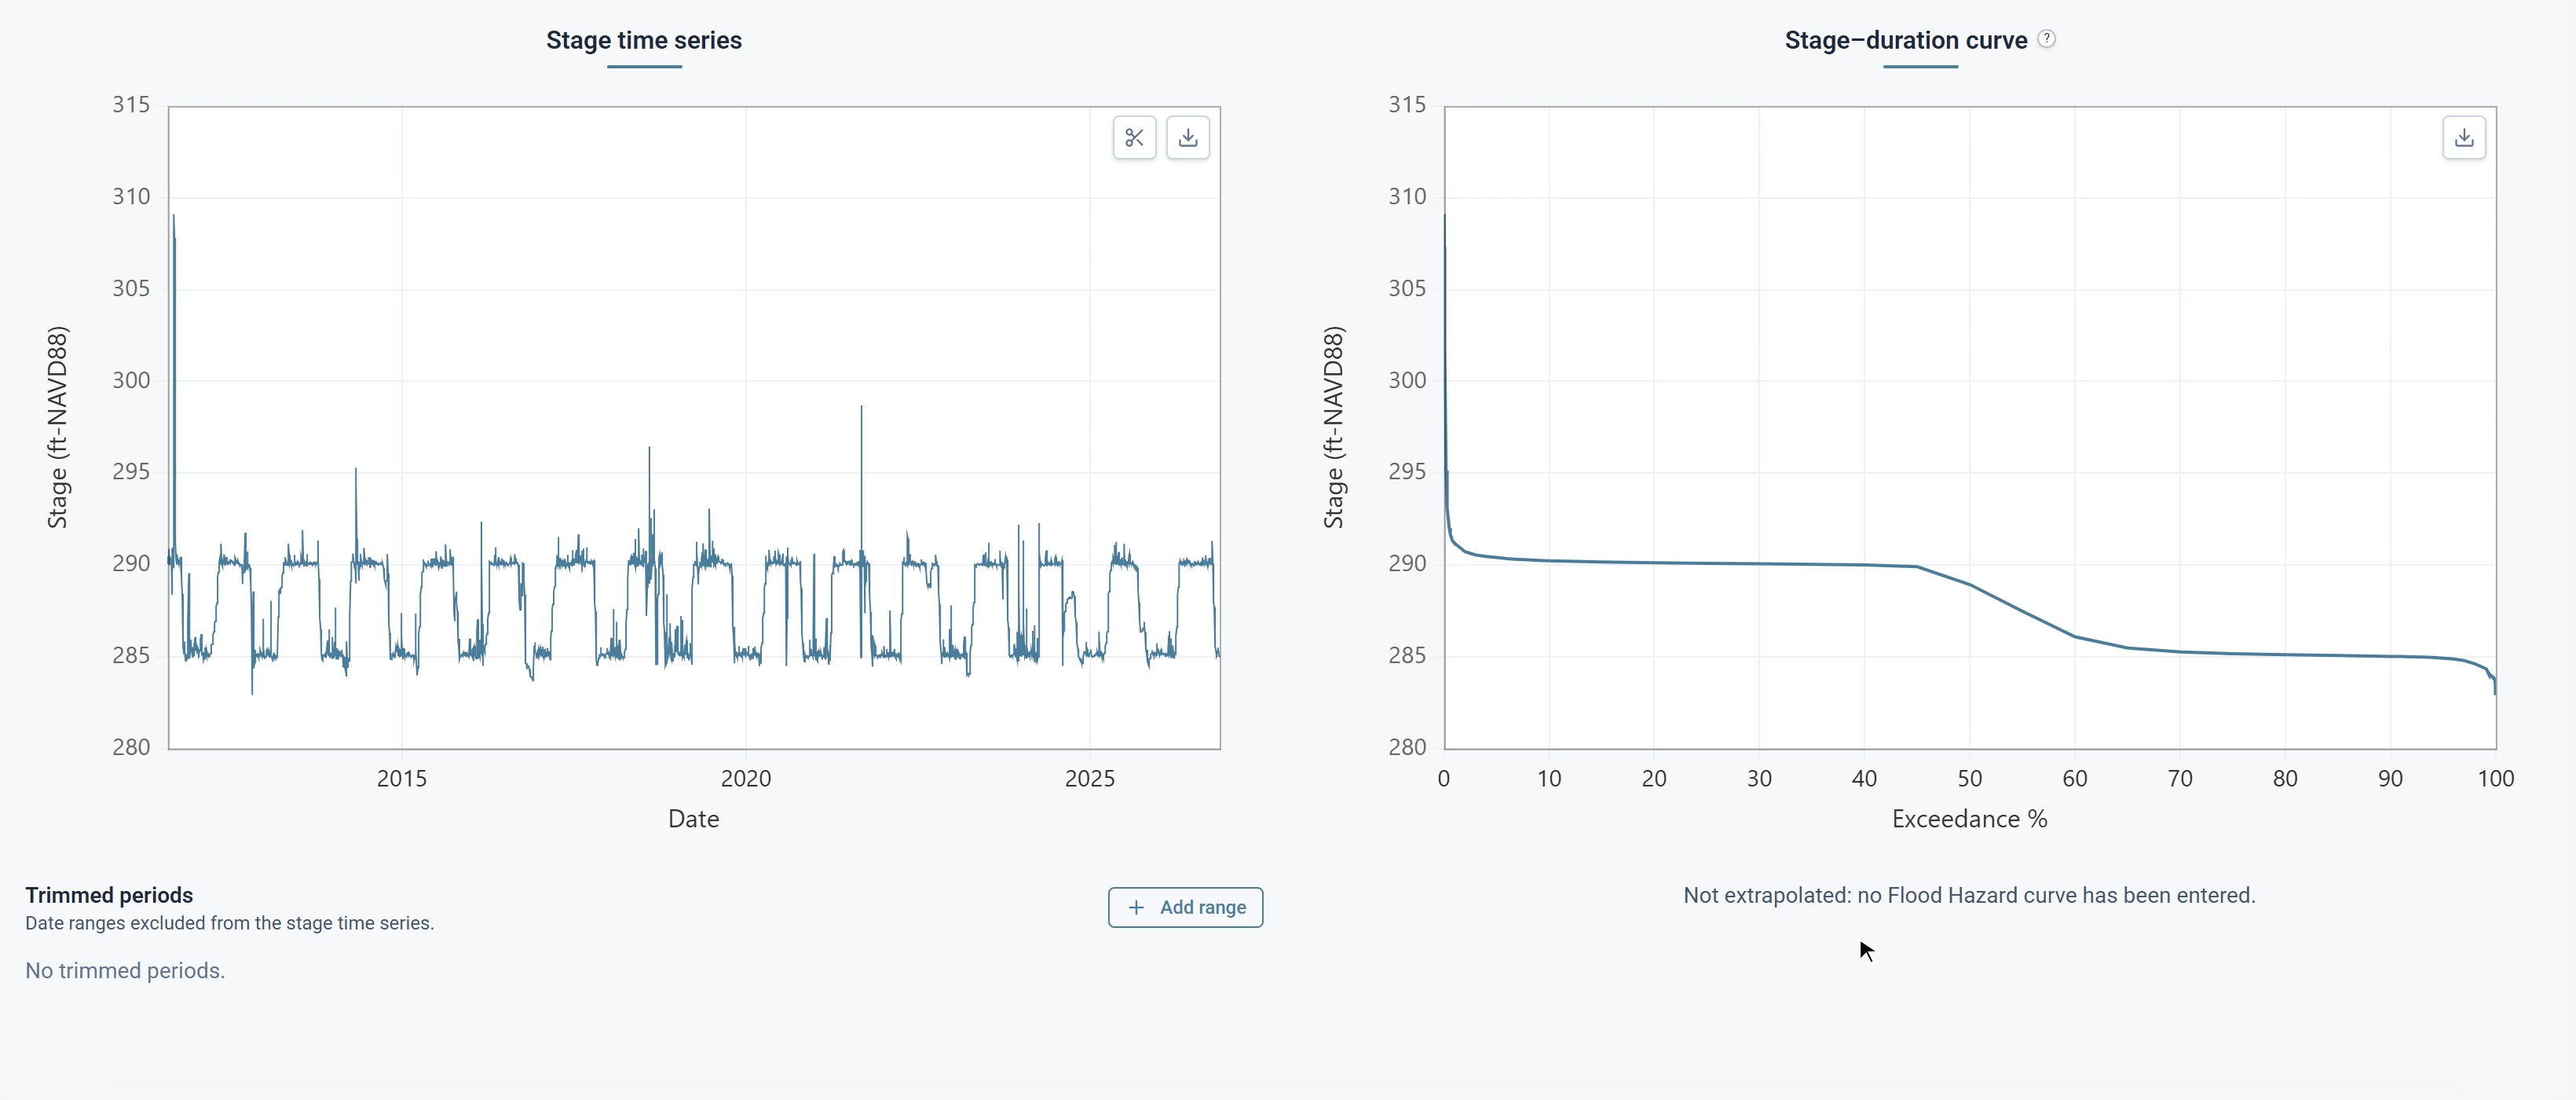 Stage time series
315
310
305
300
295
290
285
280
Stage (ft-NAVD88)
2015 2020 2025
Date
Trimmed periods
Date ranges excluded from the stage time series.
+ Add range
No trimmed periods.
Stage–duration curve ?
315
310
305
300
295
290
285
280
Stage (ft-NAVD88)
0 10 20 30 40 50 60 70 80 90 100
Exceedance %
Not extrapolated: no Flood Hazard curve has been entered.